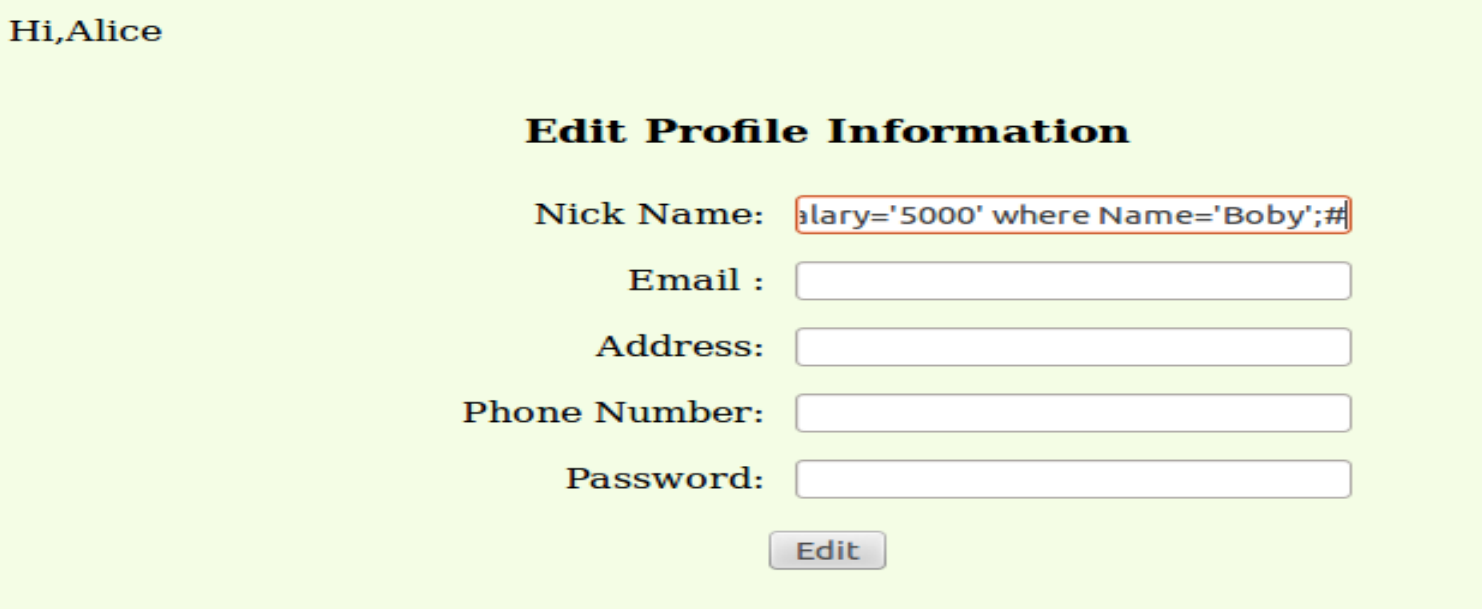 Hi,Alice
Edit Profile Information
Nick Name: alary='5000' where Name='Boby';#
Email :
Address:
Phone Number:
Password:
Edit